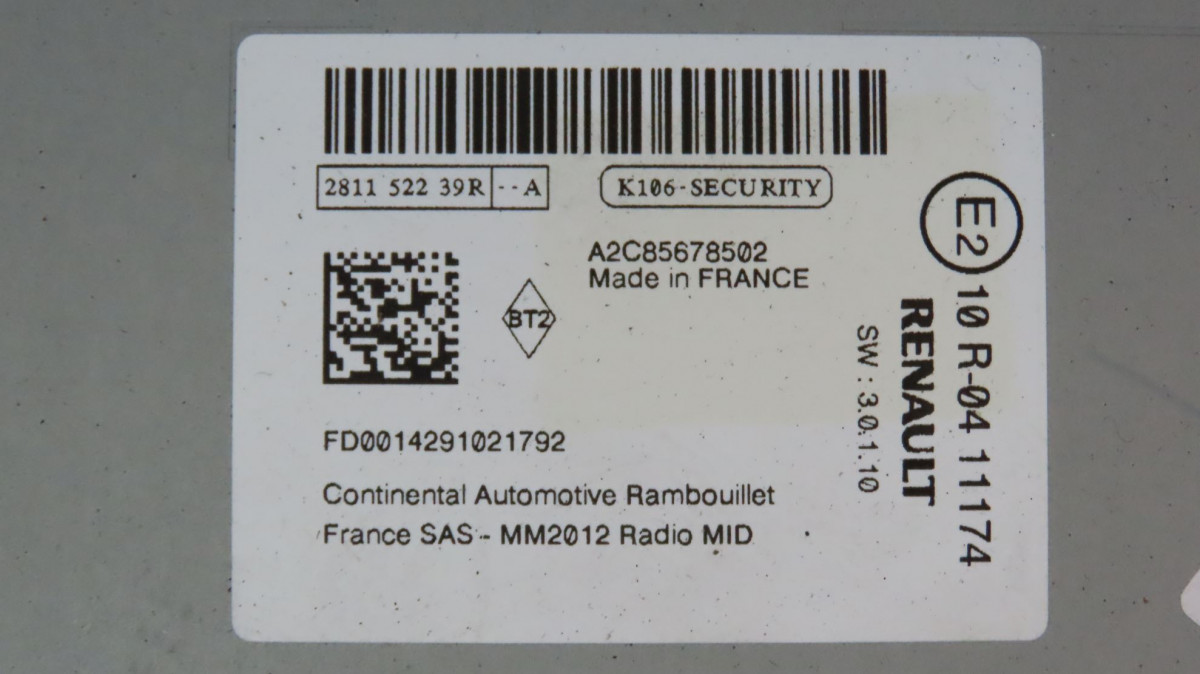 2811 522 39R --A
K106-SECURITY
A2C85678502
Made in FRANCE
BT2
FD0014291021792
Continental Automotive Rambouillet
France SAS - MM2012 Radio MID
E2 10 R-04 11174
RENAULT
SW : 3.0.1.10